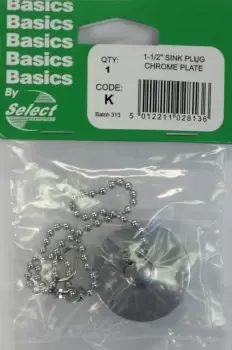 Basics
Basics
Basics
Basics
Basics
By Select
HARDWARE
QTY:
1
CODE:
K
Batch 313
1-1/2" SINK PLUG
CHROME PLATE
5 012211 028136